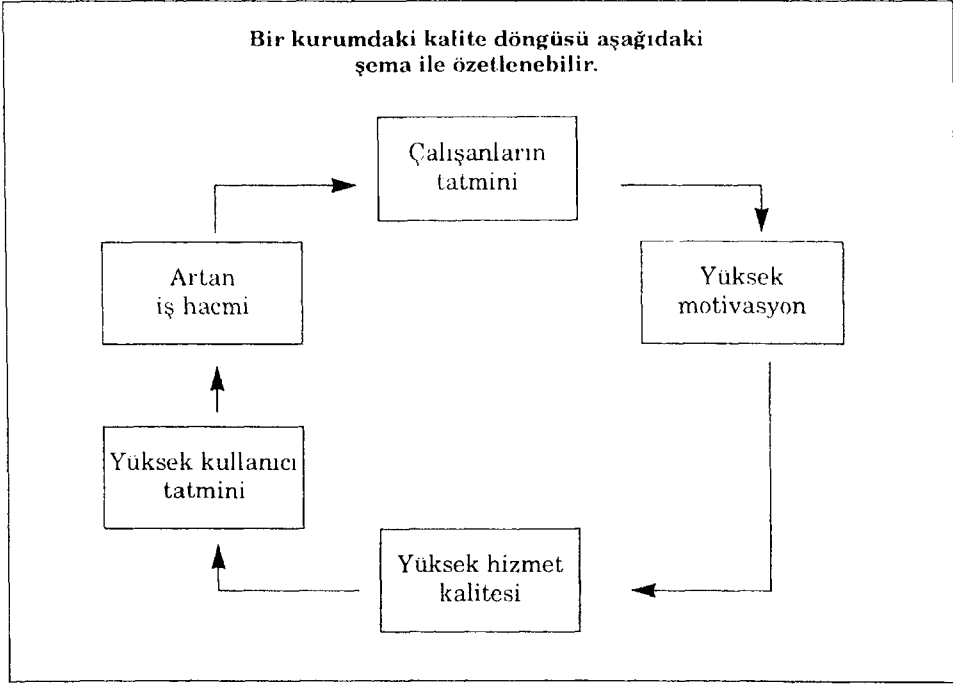 Bir kurumdaki kalite döngüsü aşağıdaki
şema ile özetlenebilir.
Çalışanların
tatmini
Yüksek
motivasyon
Yüksek hizmet
kalitesi
Yüksek kullanıcı
tatmini
Artan
iş hacmi